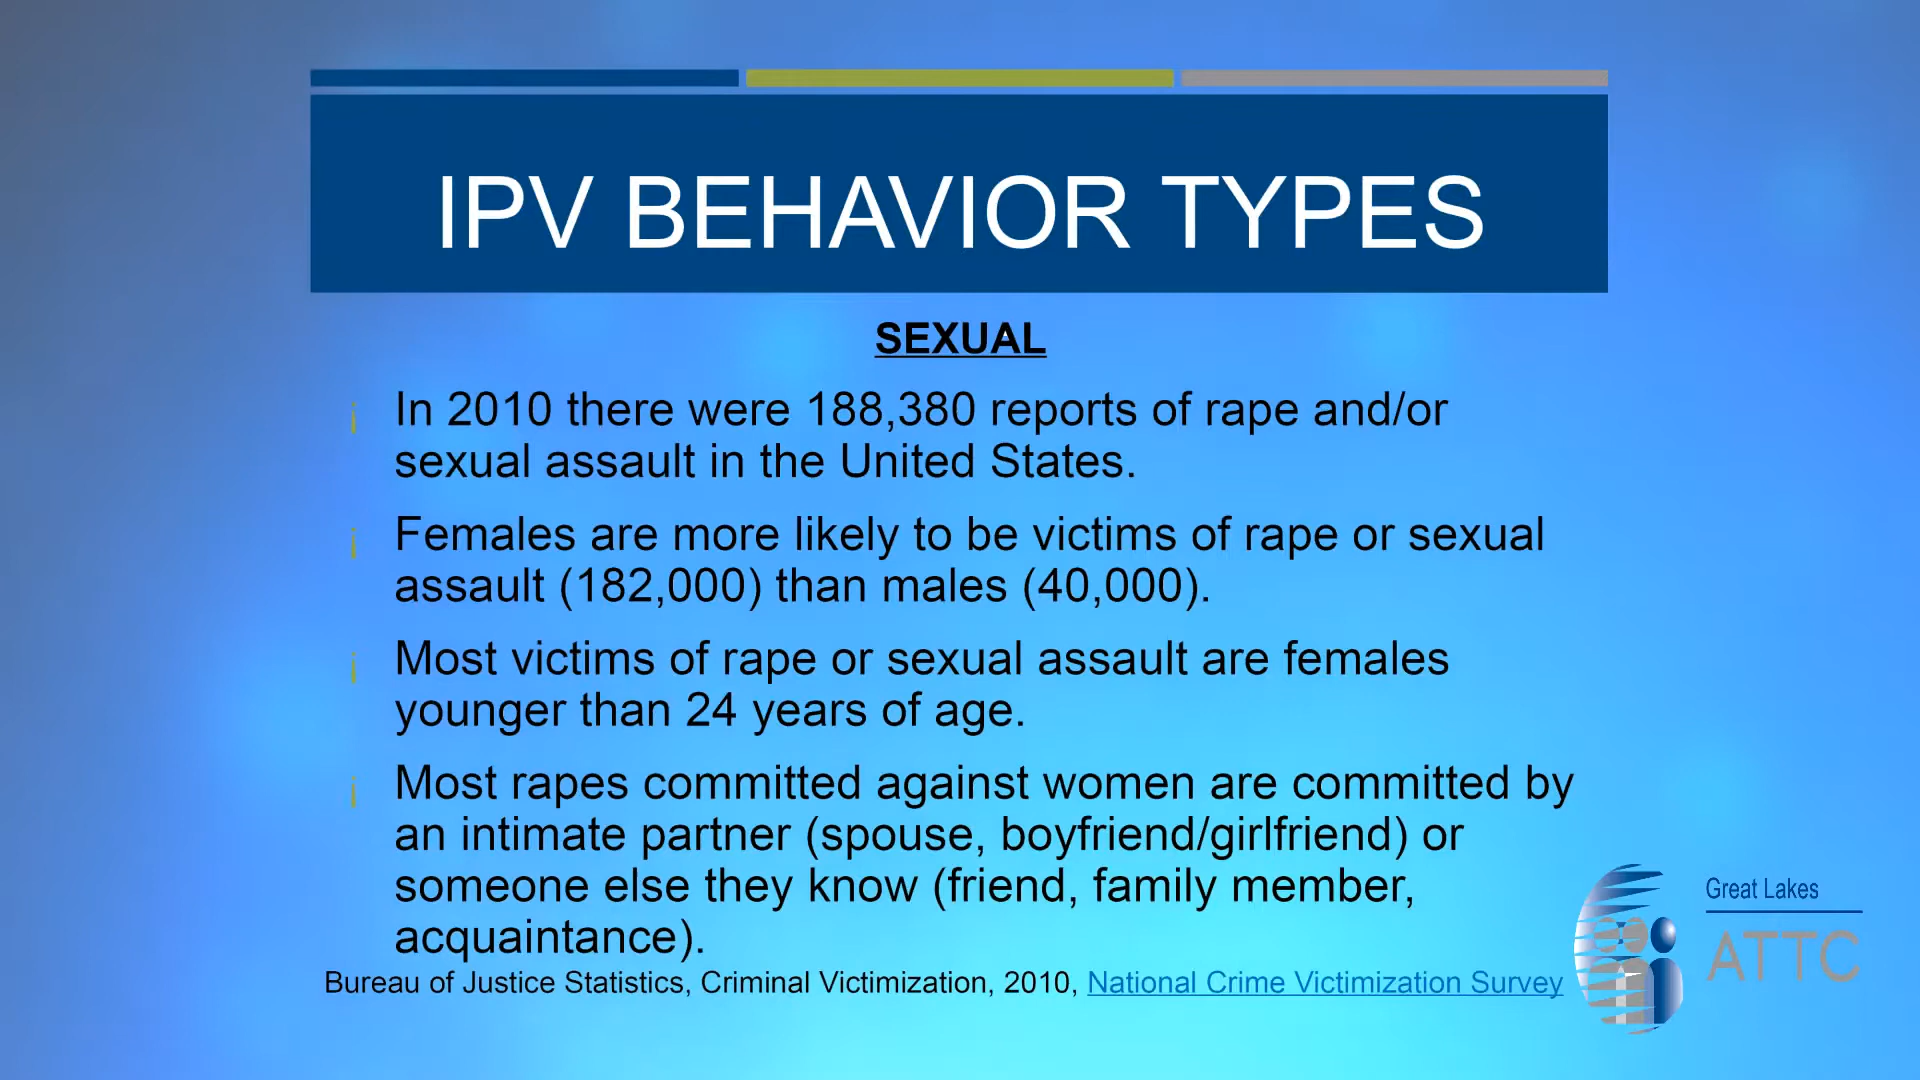 IPV BEHAVIOR TYPES
SEXUAL
¡ In 2010 there were 188,380 reports of rape and/or
sexual assault in the United States.
¡ Females are more likely to be victims of rape or sexual
assault (182,000) than males (40,000).
¡ Most victims of rape or sexual assault are females
younger than 24 years of age.
¡ Most rapes committed against women are committed by
an intimate partner (spouse, boyfriend/girlfriend) or
someone else they know (friend, family member,
acquaintance).
Bureau of Justice Statistics, Criminal Victimization, 2010, National Crime Victimization Survey
Great Lakes
ATTC